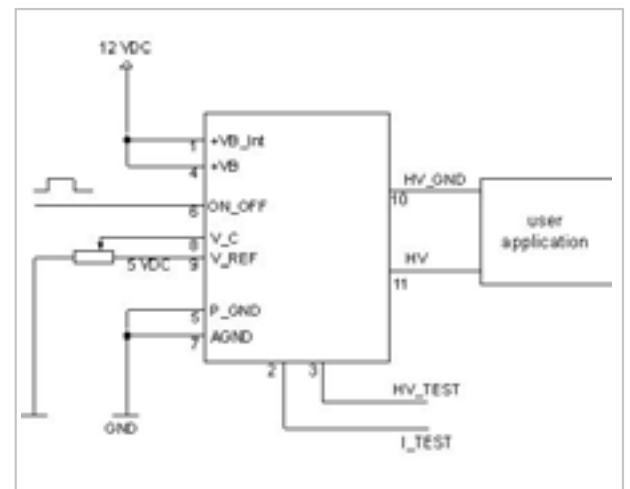 12 VDC
1 +VB_Int
4 +VB
6 ON_OFF
8 V_C
5 VDC 9 V_REF
5 P_GND
7 AGND
GND
HV_GND
10
HV
11
user
application
2 3
HV_TEST
I_TEST